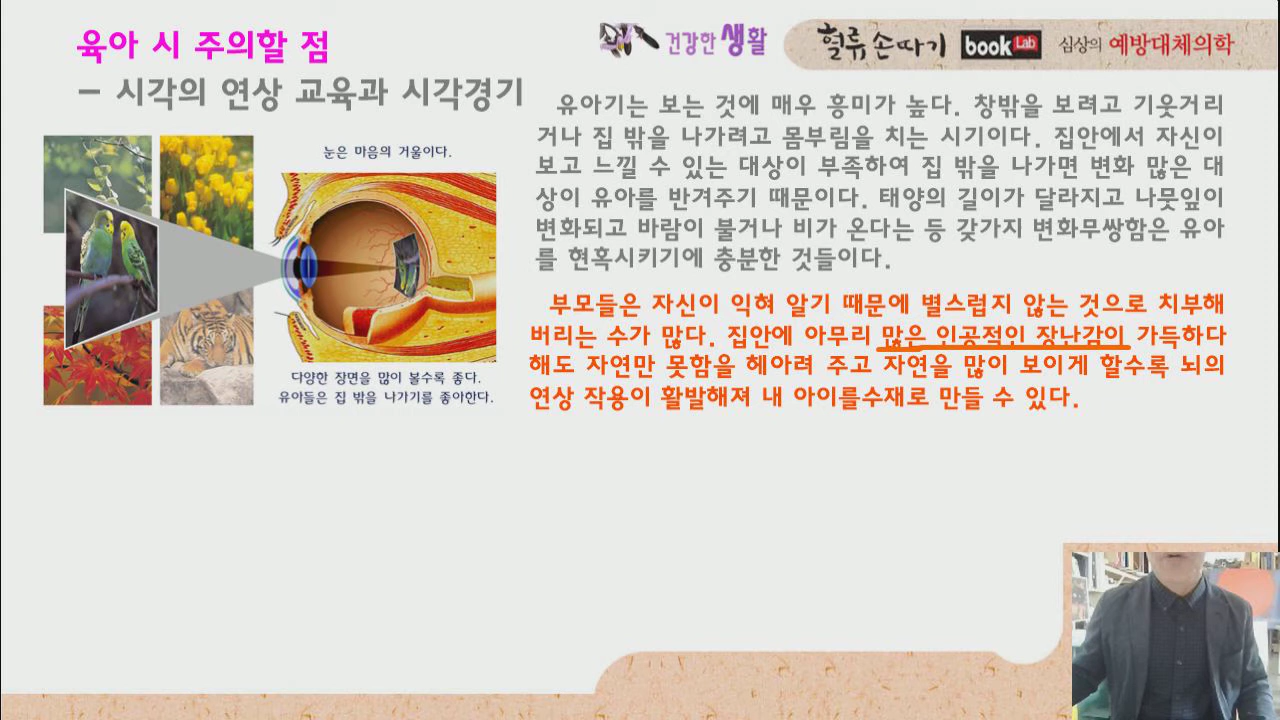 육아 시 주의할 점
– 시각의 연상 교육과 시각경기
건강한 생활
혈류 손따기
book Lab
심상의 예방대체의학
눈은 마음의 거울이다.
다양한 장면을 많이 볼수록 좋다.
유아들은 집 밖을 나가기를 좋아한다.
유아기는 보는 것에 매우 흥미가 높다. 창밖을 보려고 기웃거리
거나 집 밖을 나가려고 몸부림을 치는 시기이다. 집안에서 자신이
보고 느낄 수 있는 대상이 부족하여 집 밖을 나가면 변화 많은 대
상이 유아를 반겨주기 때문이다. 태양의 길이가 달라지고 나뭇잎이
변화되고 바람이 불거나 비가 온다는 등 갖가지 변화무쌍함은 유아
를 현혹시키기에 충분한 것들이다.
부모들은 자신이 익혀 알기 때문에 별스럼지 않는 것으로 치부해
버리는 수가 많다. 집안에 아무리 많은 인공적인 장난감이 가득하다
해도 자연만 못함을 헤아려 주고 자연을 많이 보이게 할수록 뇌의
연상 작용이 활발해져 내 아이를수재로 만들 수 있다.